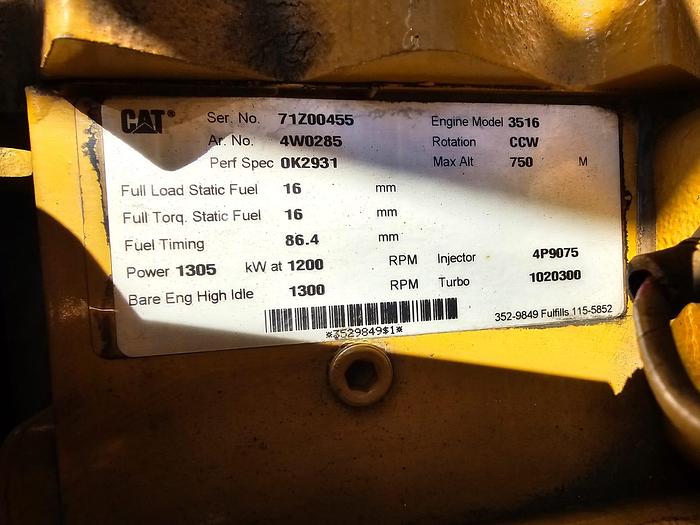 CAT® Ser. No. 71Z00455 Engine Model 3516
Ar. No. 4W0285 Rotation CCW
Perf Spec 0K2931 Max Alt 750 M
Full Load Static Fuel 16 mm
Full Torq. Static Fuel 16 mm
Fuel Timing 86.4 mm
Power 1305 kW at 1200 RPM Injector 4P9075
Bare Eng High Idle 1300 RPM Turbo 1020300
352-9849 Fulfills 115-5852
*3529849$1*